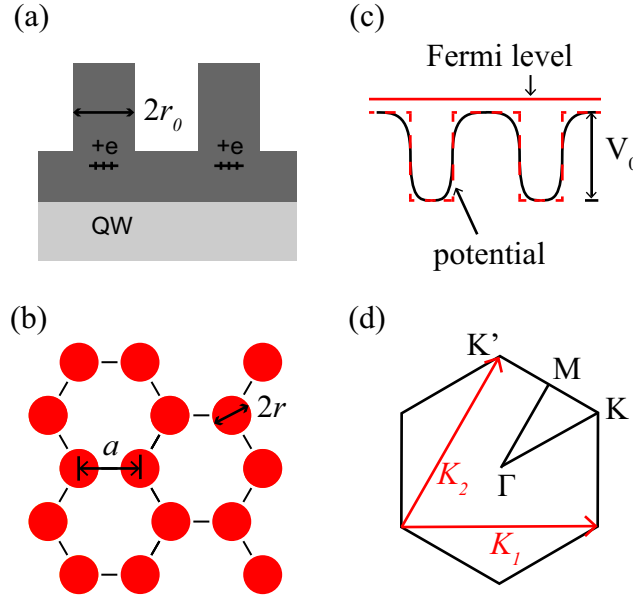 (a)
2r₀
+e +e
QW
(c)
Fermi level
V₀
potential
(b)
2r
a
(d)
K'
M
K
K₂
Γ
K₁